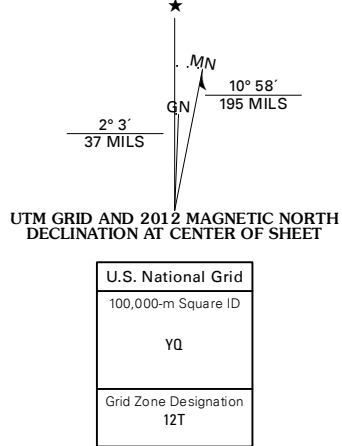 ★
MN
GN
10° 58´
195 MILS
2° 3´
37 MILS
UTM GRID AND 2012 MAGNETIC NORTH
DECLINATION AT CENTER OF SHEET
U.S. National Grid
100,000-m Square ID
YQ
Grid Zone Designation
12T